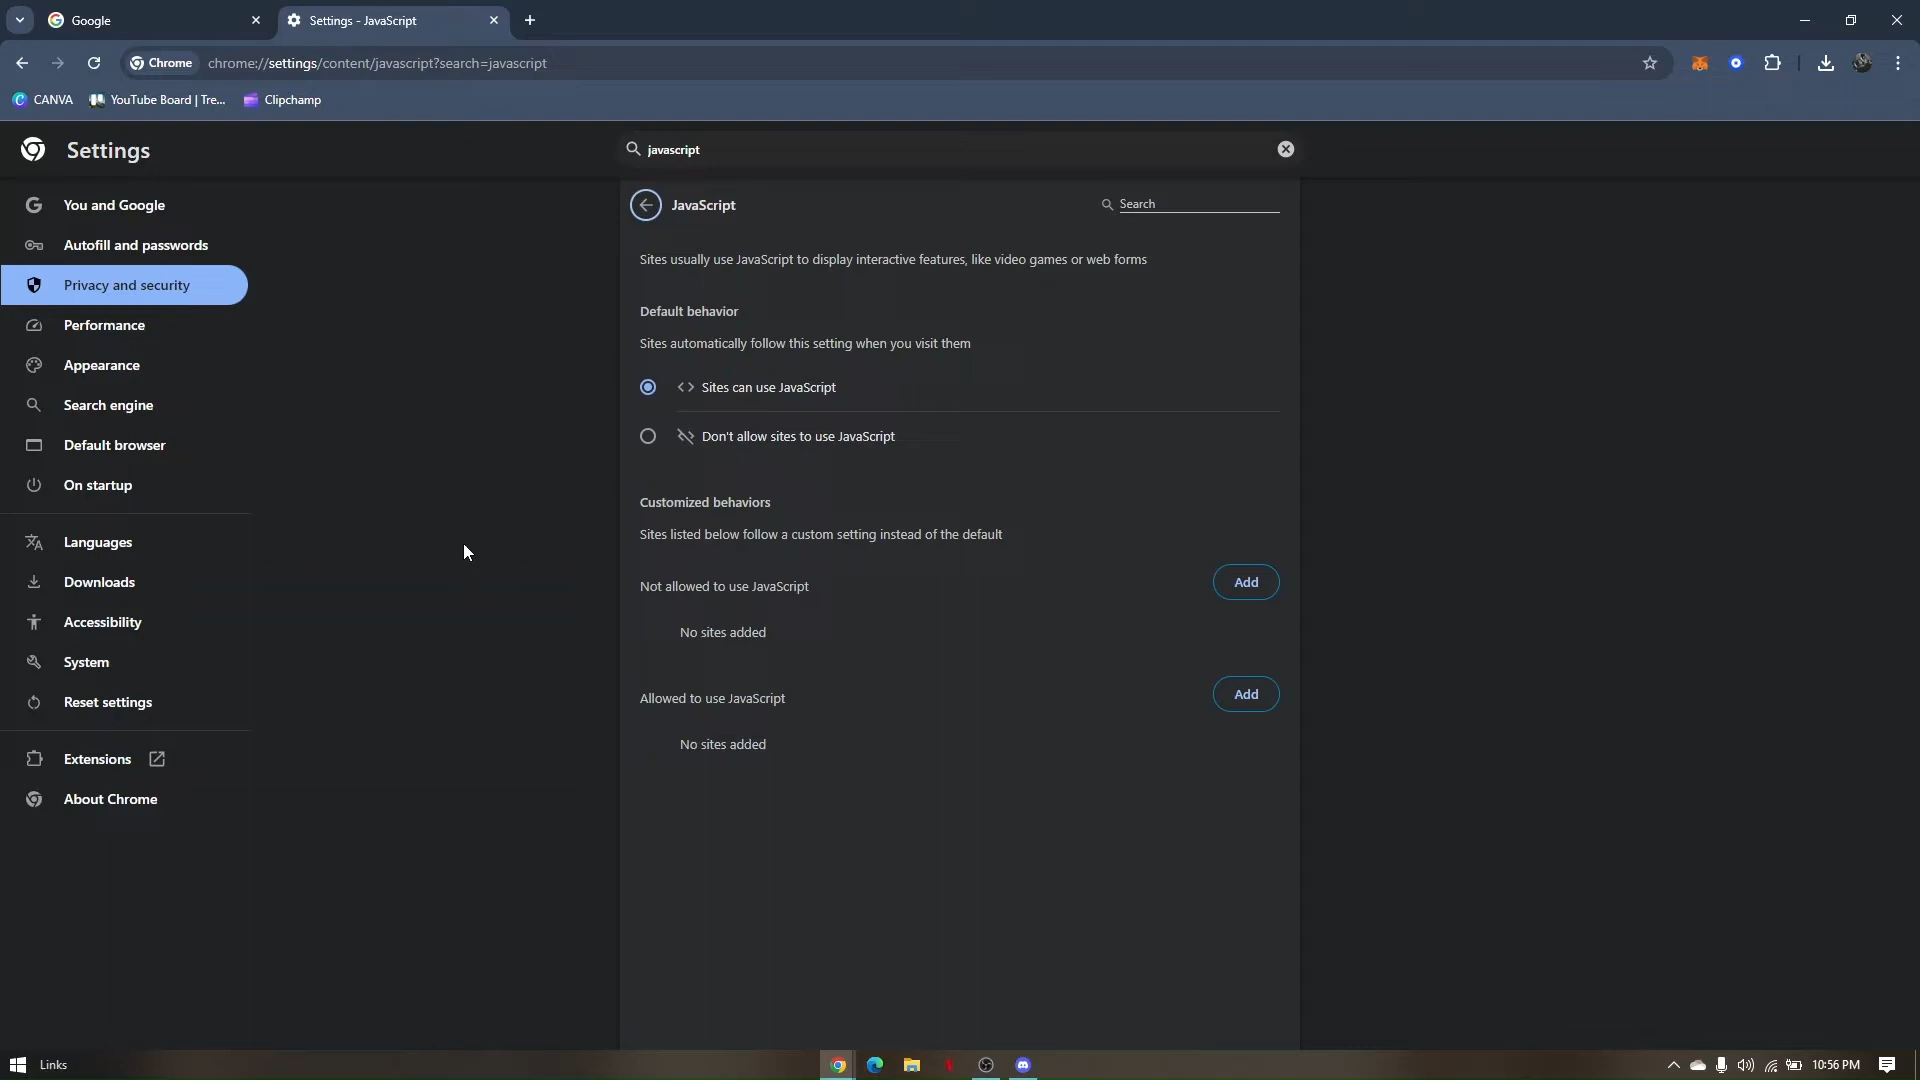 Google
Settings - JavaScript
Chrome
chrome://settings/content/javascript?search=javascript
CANVA
YouTube Board | Tre...
Clipchamp
Settings
javascript
You and Google
Autofill and passwords
Privacy and security
Performance
Appearance
Search engine
Default browser
On startup
Languages
Downloads
Accessibility
System
Reset settings
Extensions
About Chrome
JavaScript
Search
Sites usually use JavaScript to display interactive features, like video games or web forms
Default behavior
Sites automatically follow this setting when you visit them
Sites can use JavaScript
Don't allow sites to use JavaScript
Customized behaviors
Sites listed below follow a custom setting instead of the default
Not allowed to use JavaScript
Add
No sites added
Allowed to use JavaScript
Add
No sites added
Links
10:56 PM